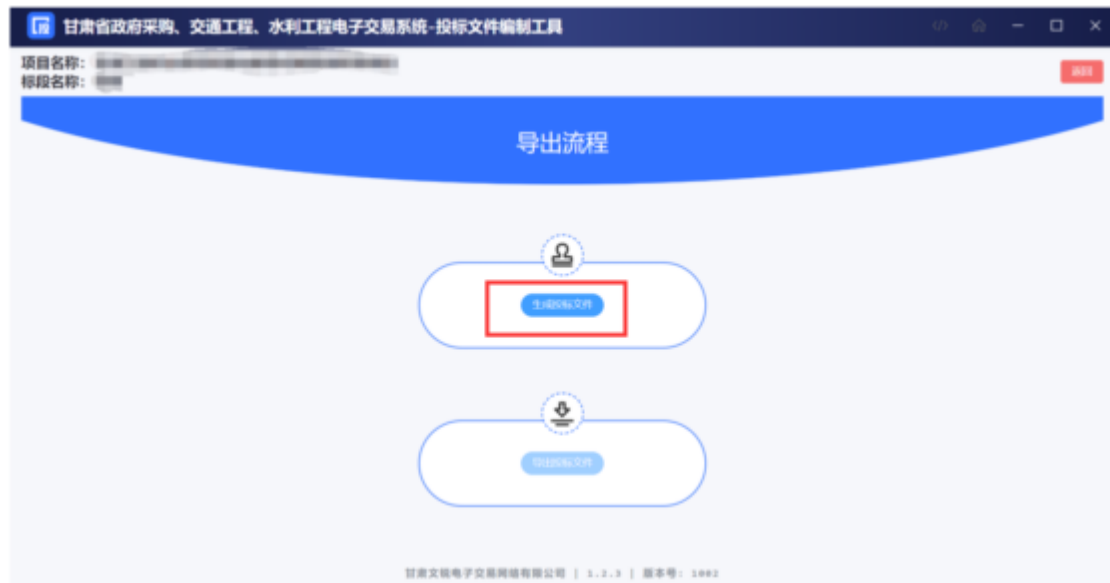 甘肃省政府采购、交通工程、水利工程电子交易系统-投标文件编制工具
项目名称：
标段名称：
返回
导出流程
生成投标文件
导出投标文件
甘肃文锐电子交易网络有限公司 | 1.2.3 | 版本号: 1002